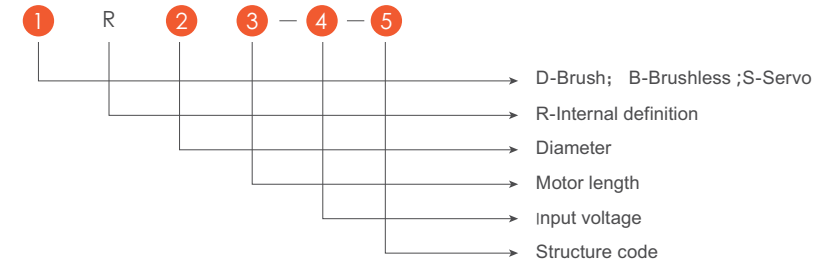 1 R 2 3 – 4 – 5
D-Brush; B-Brushless ;S-Servo
R-Internal definition
Diameter
Motor length
Input voltage
Structure code